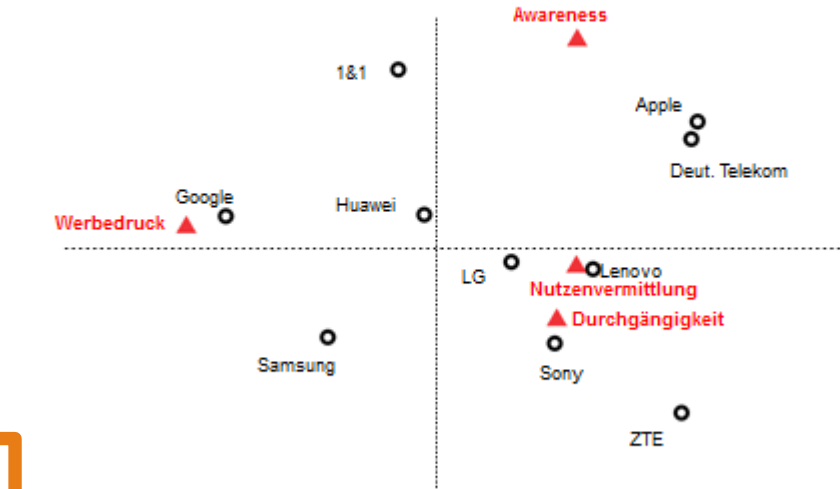 Awareness
1&1
Apple
Deut. Telekom
Google
Huawei
Werbedruck
LG
Lenovo
Nutzenvermittlung
Durchgängigkeit
Samsung
Sony
ZTE